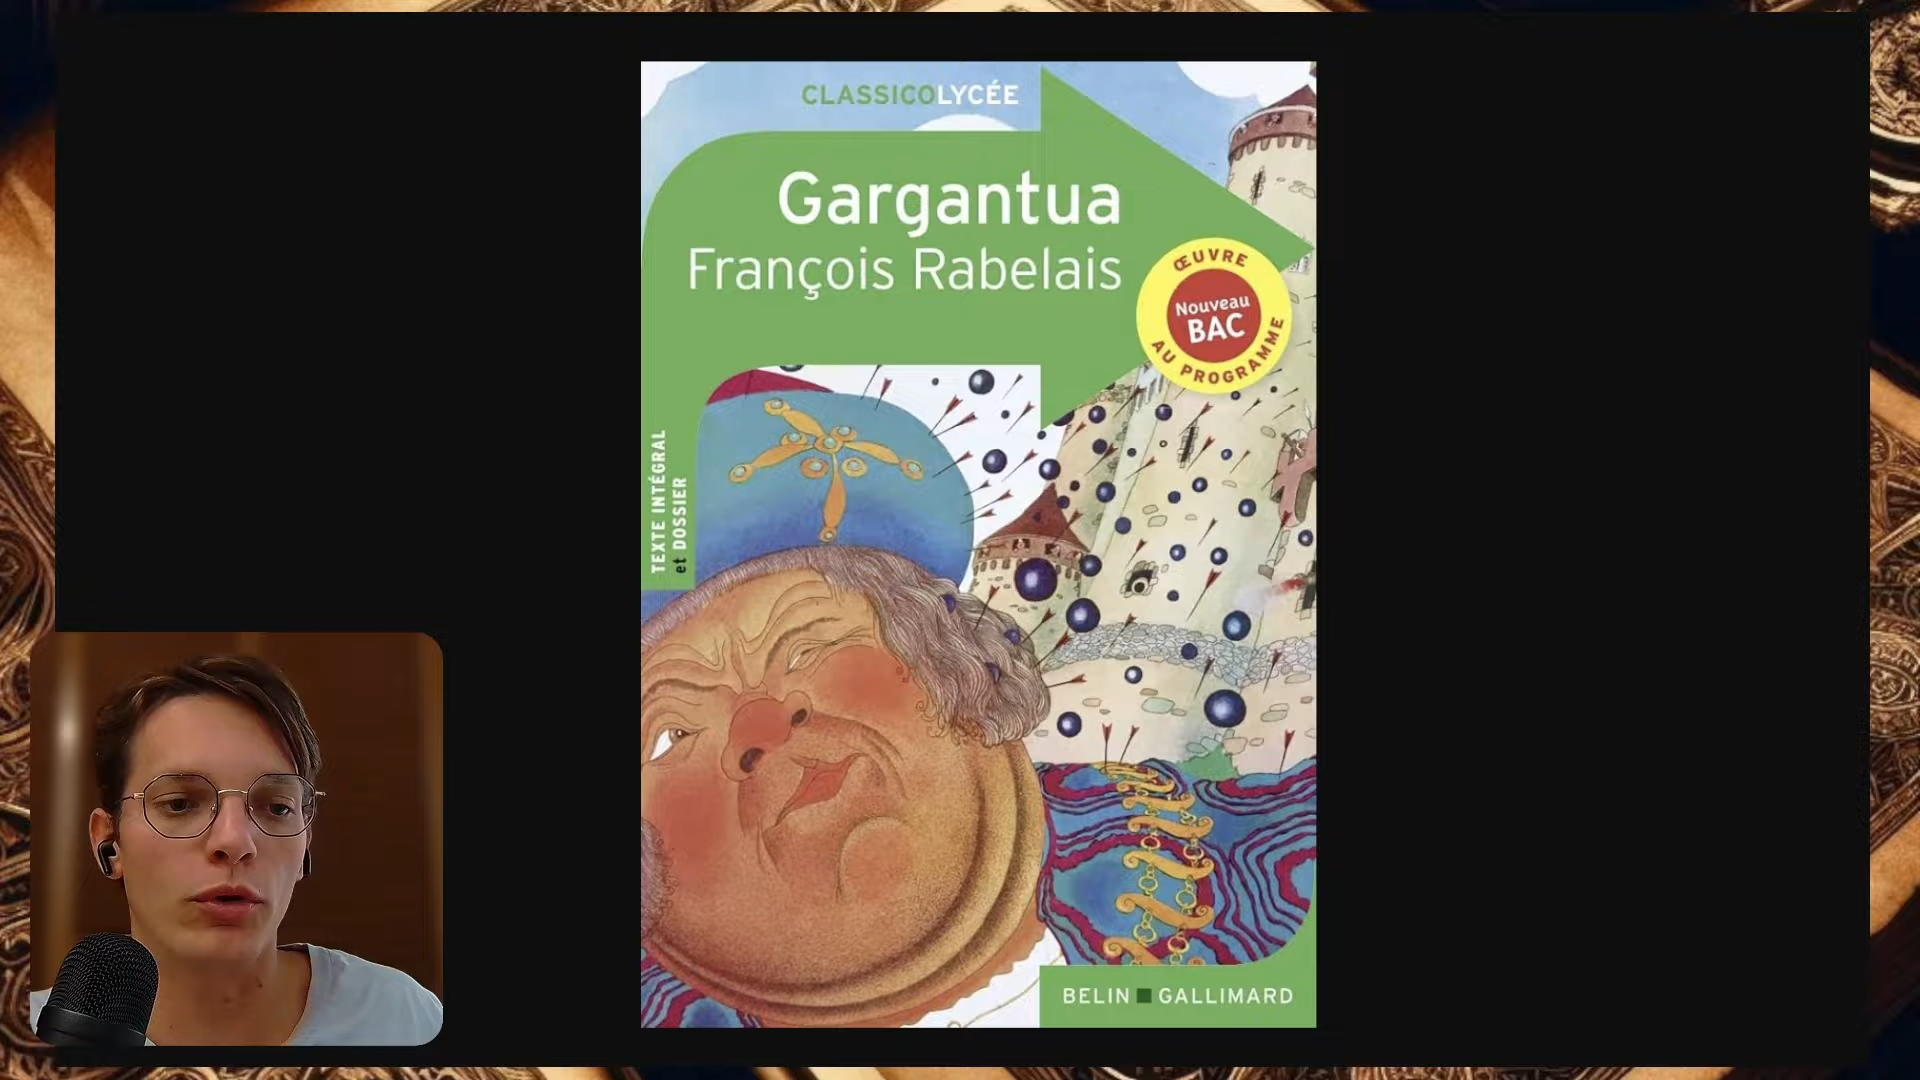 CLASSICOLYCÉE
Gargantua
François Rabelais
ŒUVRE
Nouveau
BAC
AU PROGRAMME
TEXTE INTÉGRAL
et DOSSIER
BELIN GALLIMARD